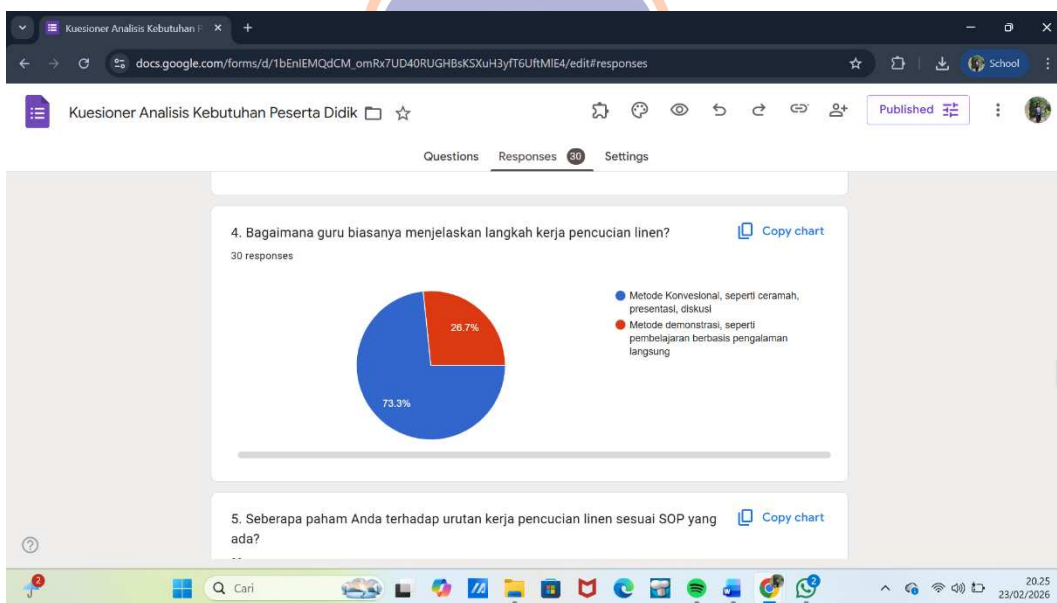 Kuesioner Analisis Kebutuhan P
docs.google.com/forms/d/1bEnIEMQdCM_omRx7UD40RUGHBsKSXuH3yfT6UftMlE4/edit#responses
School
Kuesioner Analisis Kebutuhan Peserta Didik
Published
Questions Responses 30 Settings
4. Bagaimana guru biasanya menjelaskan langkah kerja pencucian linen?
Copy chart
30 responses
Metode Konvesional, seperti ceramah,
presentasi, diskusi
Metode demonstrasi, seperti
pembelajaran berbasis pengalaman
langsung
26.7%
73.3%
5. Seberapa paham Anda terhadap urutan kerja pencucian linen sesuai SOP yang
ada?
Copy chart
2
Cari
2
20.25
23/02/2026